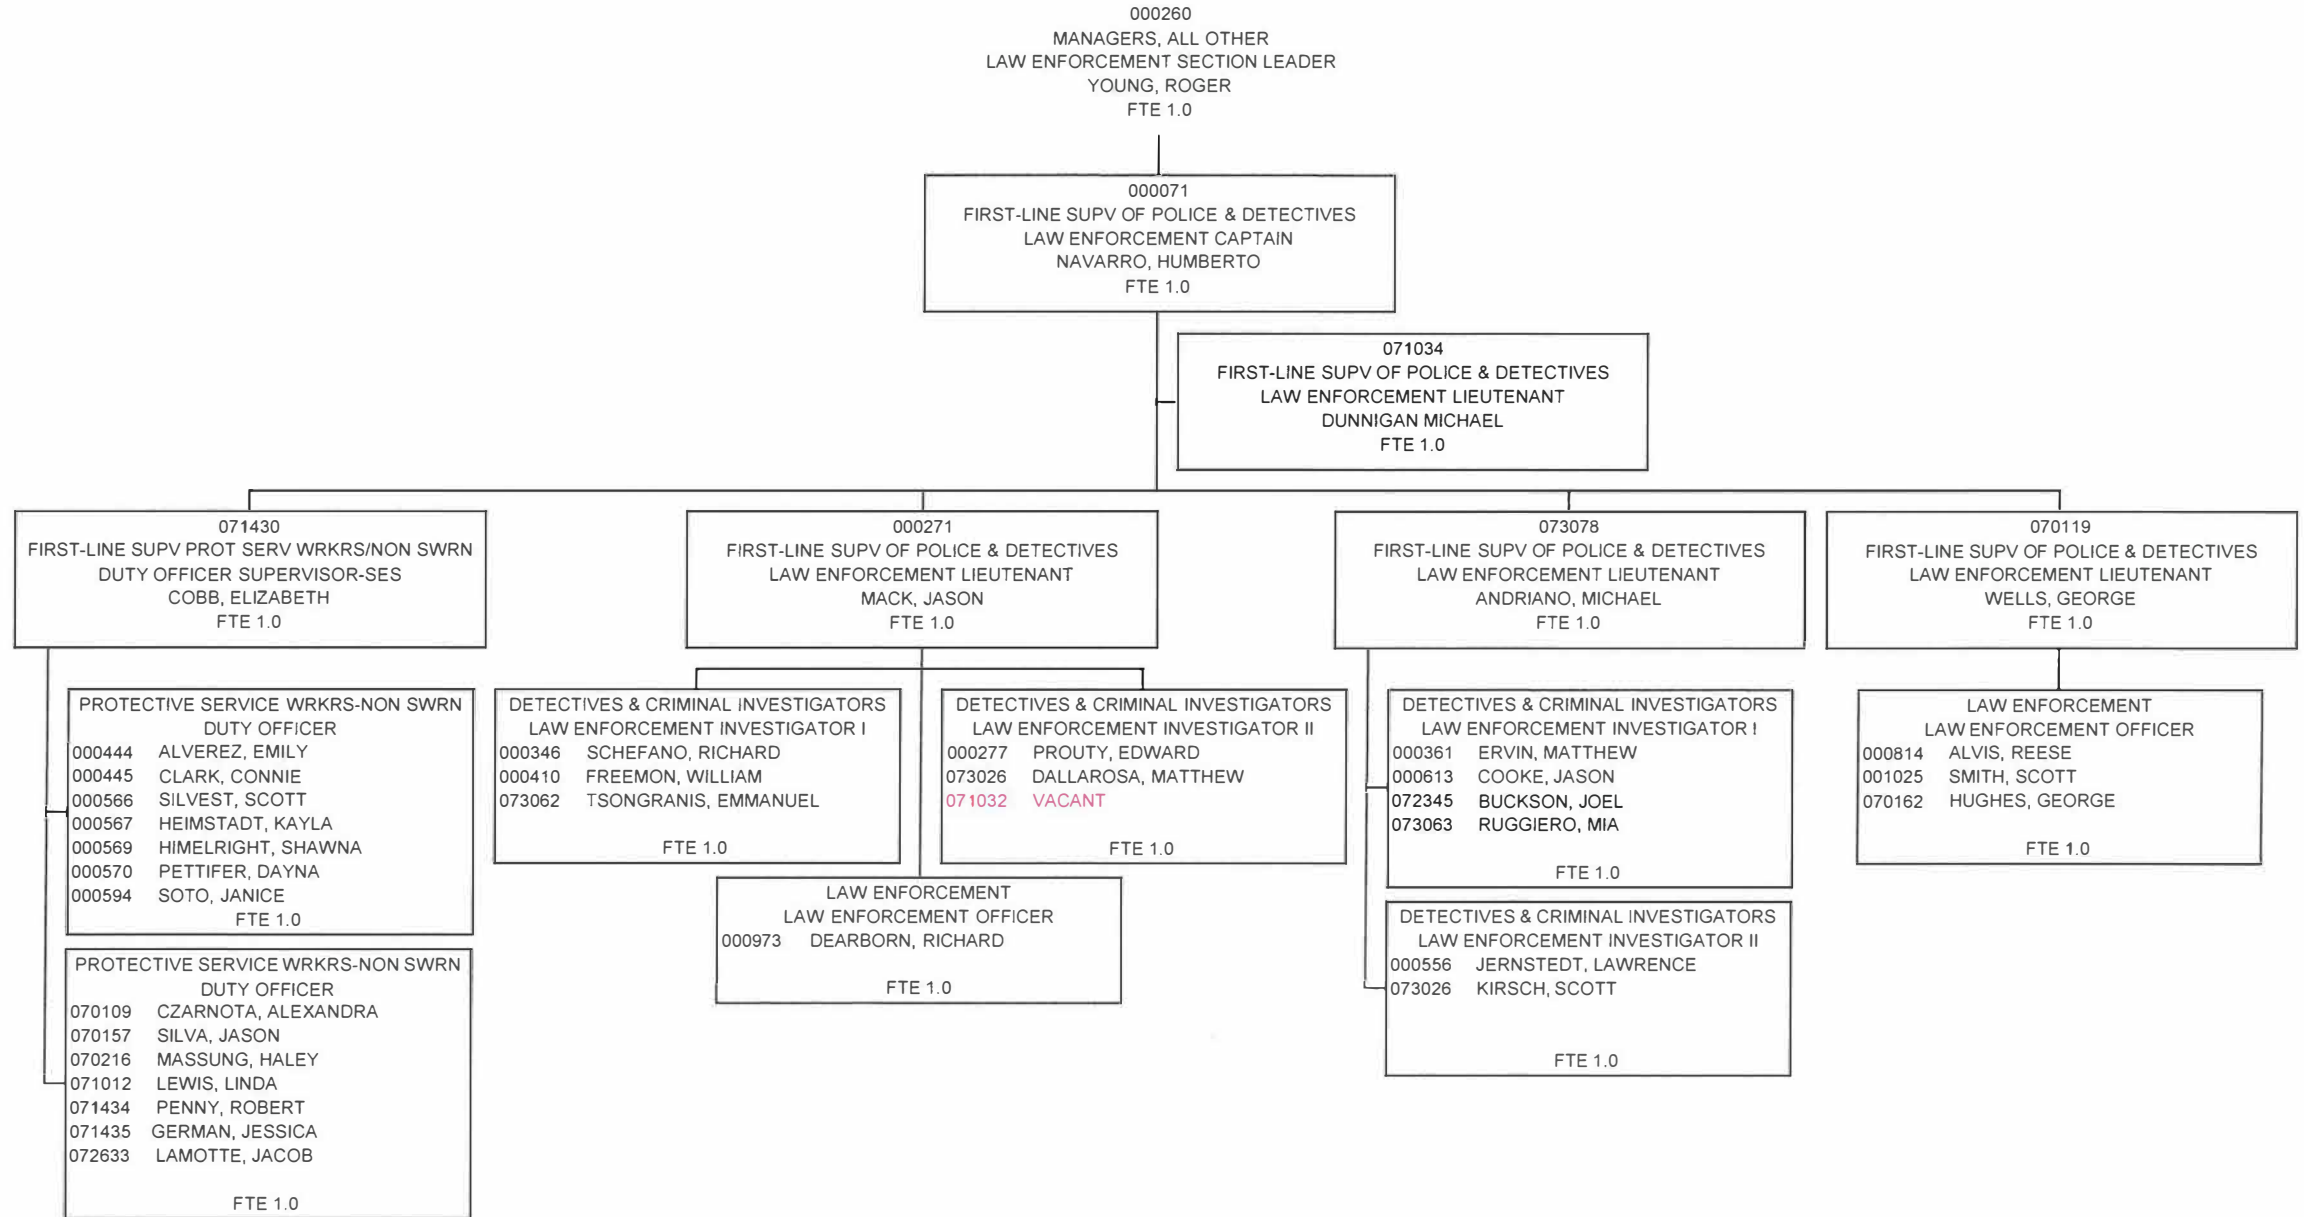 000260
MANAGERS, ALL OTHER
LAW ENFORCEMENT SECTION LEADER
YOUNG, ROGER
FTE 1.0
000071
FIRST-LINE SUPV OF POLICE & DETECTIVES
LAW ENFORCEMENT CAPTAIN
NAVARRO, HUMBERTO
FTE 1.0
071034
FIRST-LINE SUPV OF POLICE & DETECTIVES
LAW ENFORCEMENT LIEUTENANT
DUNNIGAN MICHAEL
FTE 1.0
071430
FIRST-LINE SUPV PROT SERV WRKRS/NON SWRN
DUTY OFFICER SUPERVISOR-SES
COBB, ELIZABETH
FTE 1.0
000271
FIRST-LINE SUPV OF POLICE & DETECTIVES
LAW ENFORCEMENT LIEUTENANT
MACK, JASON
FTE 1.0
073078
FIRST-LINE SUPV OF POLICE & DETECTIVES
LAW ENFORCEMENT LIEUTENANT
ANDRIANO, MICHAEL
FTE 1.0
070119
FIRST-LINE SUPV OF POLICE & DETECTIVES
LAW ENFORCEMENT LIEUTENANT
WELLS, GEORGE
FTE 1.0
PROTECTIVE SERVICE WRKRS-NON SWRN
DUTY OFFICER
000444 ALVEREZ, EMILY
000445 CLARK, CONNIE
000566 SILVEST, SCOTT
000567 HEIMSTADT, KAYLA
000569 HIMELRIGHT, SHAWNA
000570 PETTIFER, DAYNA
000594 SOTO, JANICE
FTE 1.0
PROTECTIVE SERVICE WRKRS-NON SWRN
DUTY OFFICER
070109 CZARNOTA, ALEXANDRA
070157 SILVA, JASON
070216 MASSUNG, HALEY
071012 LEWIS, LINDA
071434 PENNY, ROBERT
071435 GERMAN, JESSICA
072633 LAMOTTE, JACOB
FTE 1.0
DETECTIVES & CRIMINAL INVESTIGATORS
LAW ENFORCEMENT INVESTIGATOR I
000346 SCHEFANO, RICHARD
000410 FREEMON, WILLIAM
073062 TSONGRANIS, EMMANUEL
FTE 1.0
DETECTIVES & CRIMINAL INVESTIGATORS
LAW ENFORCEMENT INVESTIGATOR II
000277 PROUTY, EDWARD
073026 DALLAROSA, MATTHEW
071032 VACANT
FTE 1.0
LAW ENFORCEMENT
LAW ENFORCEMENT OFFICER
000973 DEARBORN, RICHARD
FTE 1.0
DETECTIVES & CRIMINAL INVESTIGATORS
LAW ENFORCEMENT INVESTIGATOR I
000361 ERVIN, MATTHEW
000613 COOKE, JASON
072345 BUCKSON, JOEL
073063 RUGGIERO, MIA
FTE 1.0
DETECTIVES & CRIMINAL INVESTIGATORS
LAW ENFORCEMENT INVESTIGATOR II
000556 JERNSTEDT, LAWRENCE
073026 KIRSCH, SCOTT
FTE 1.0
LAW ENFORCEMENT
LAW ENFORCEMENT OFFICER
000814 ALVIS, REESE
001025 SMITH, SCOTT
070162 HUGHES, GEORGE
FTE 1.0